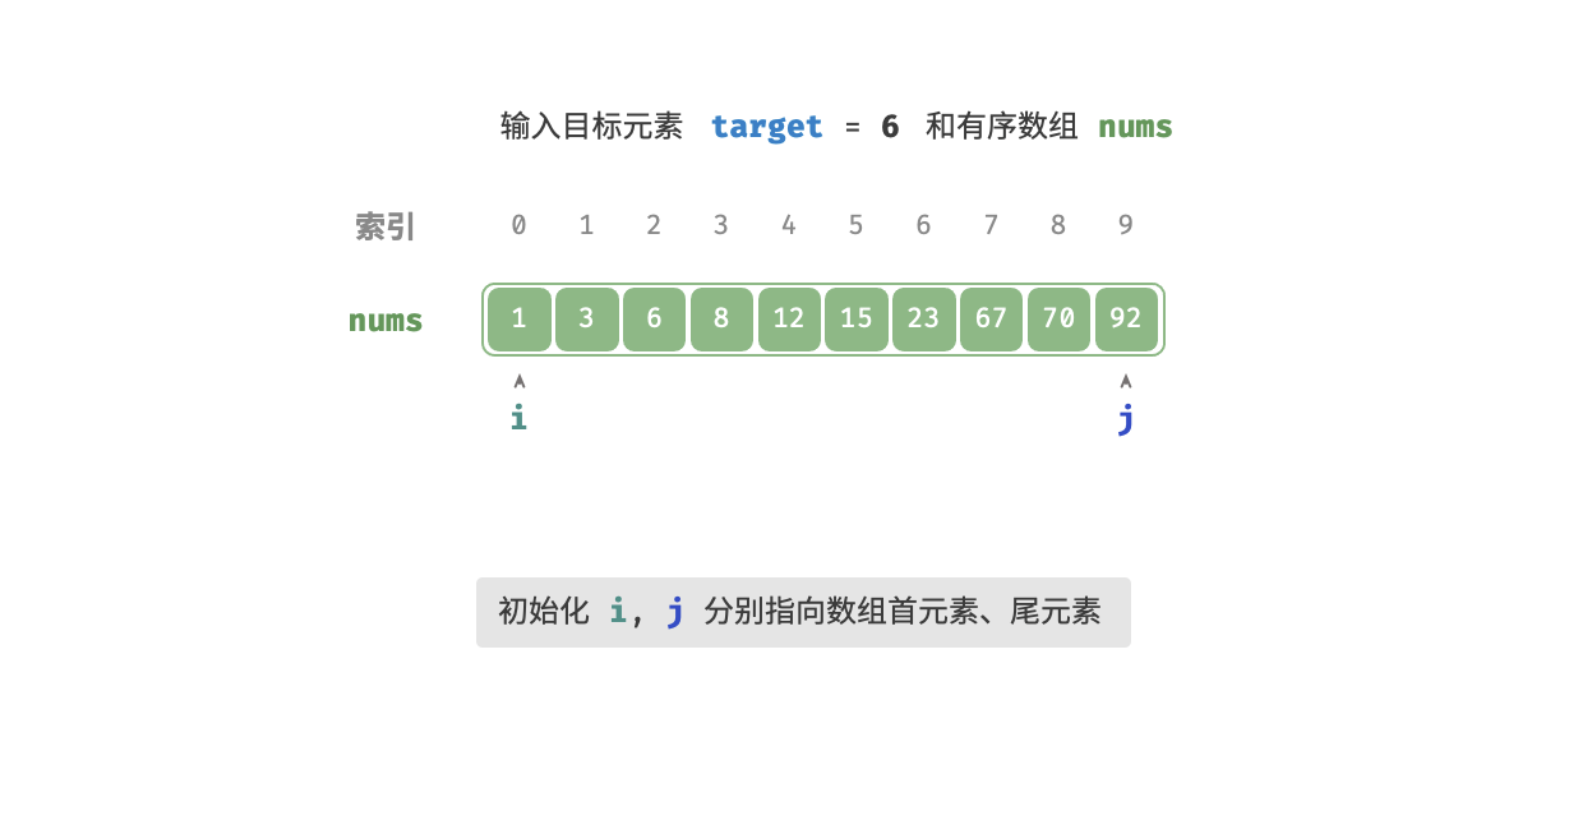 输入目标元素 target = 6 和有序数组 nums
索引 0 1 2 3 4 5 6 7 8 9
nums 1 3 6 8 12 15 23 67 70 92
i j
初始化 i, j 分别指向数组首元素、尾元素